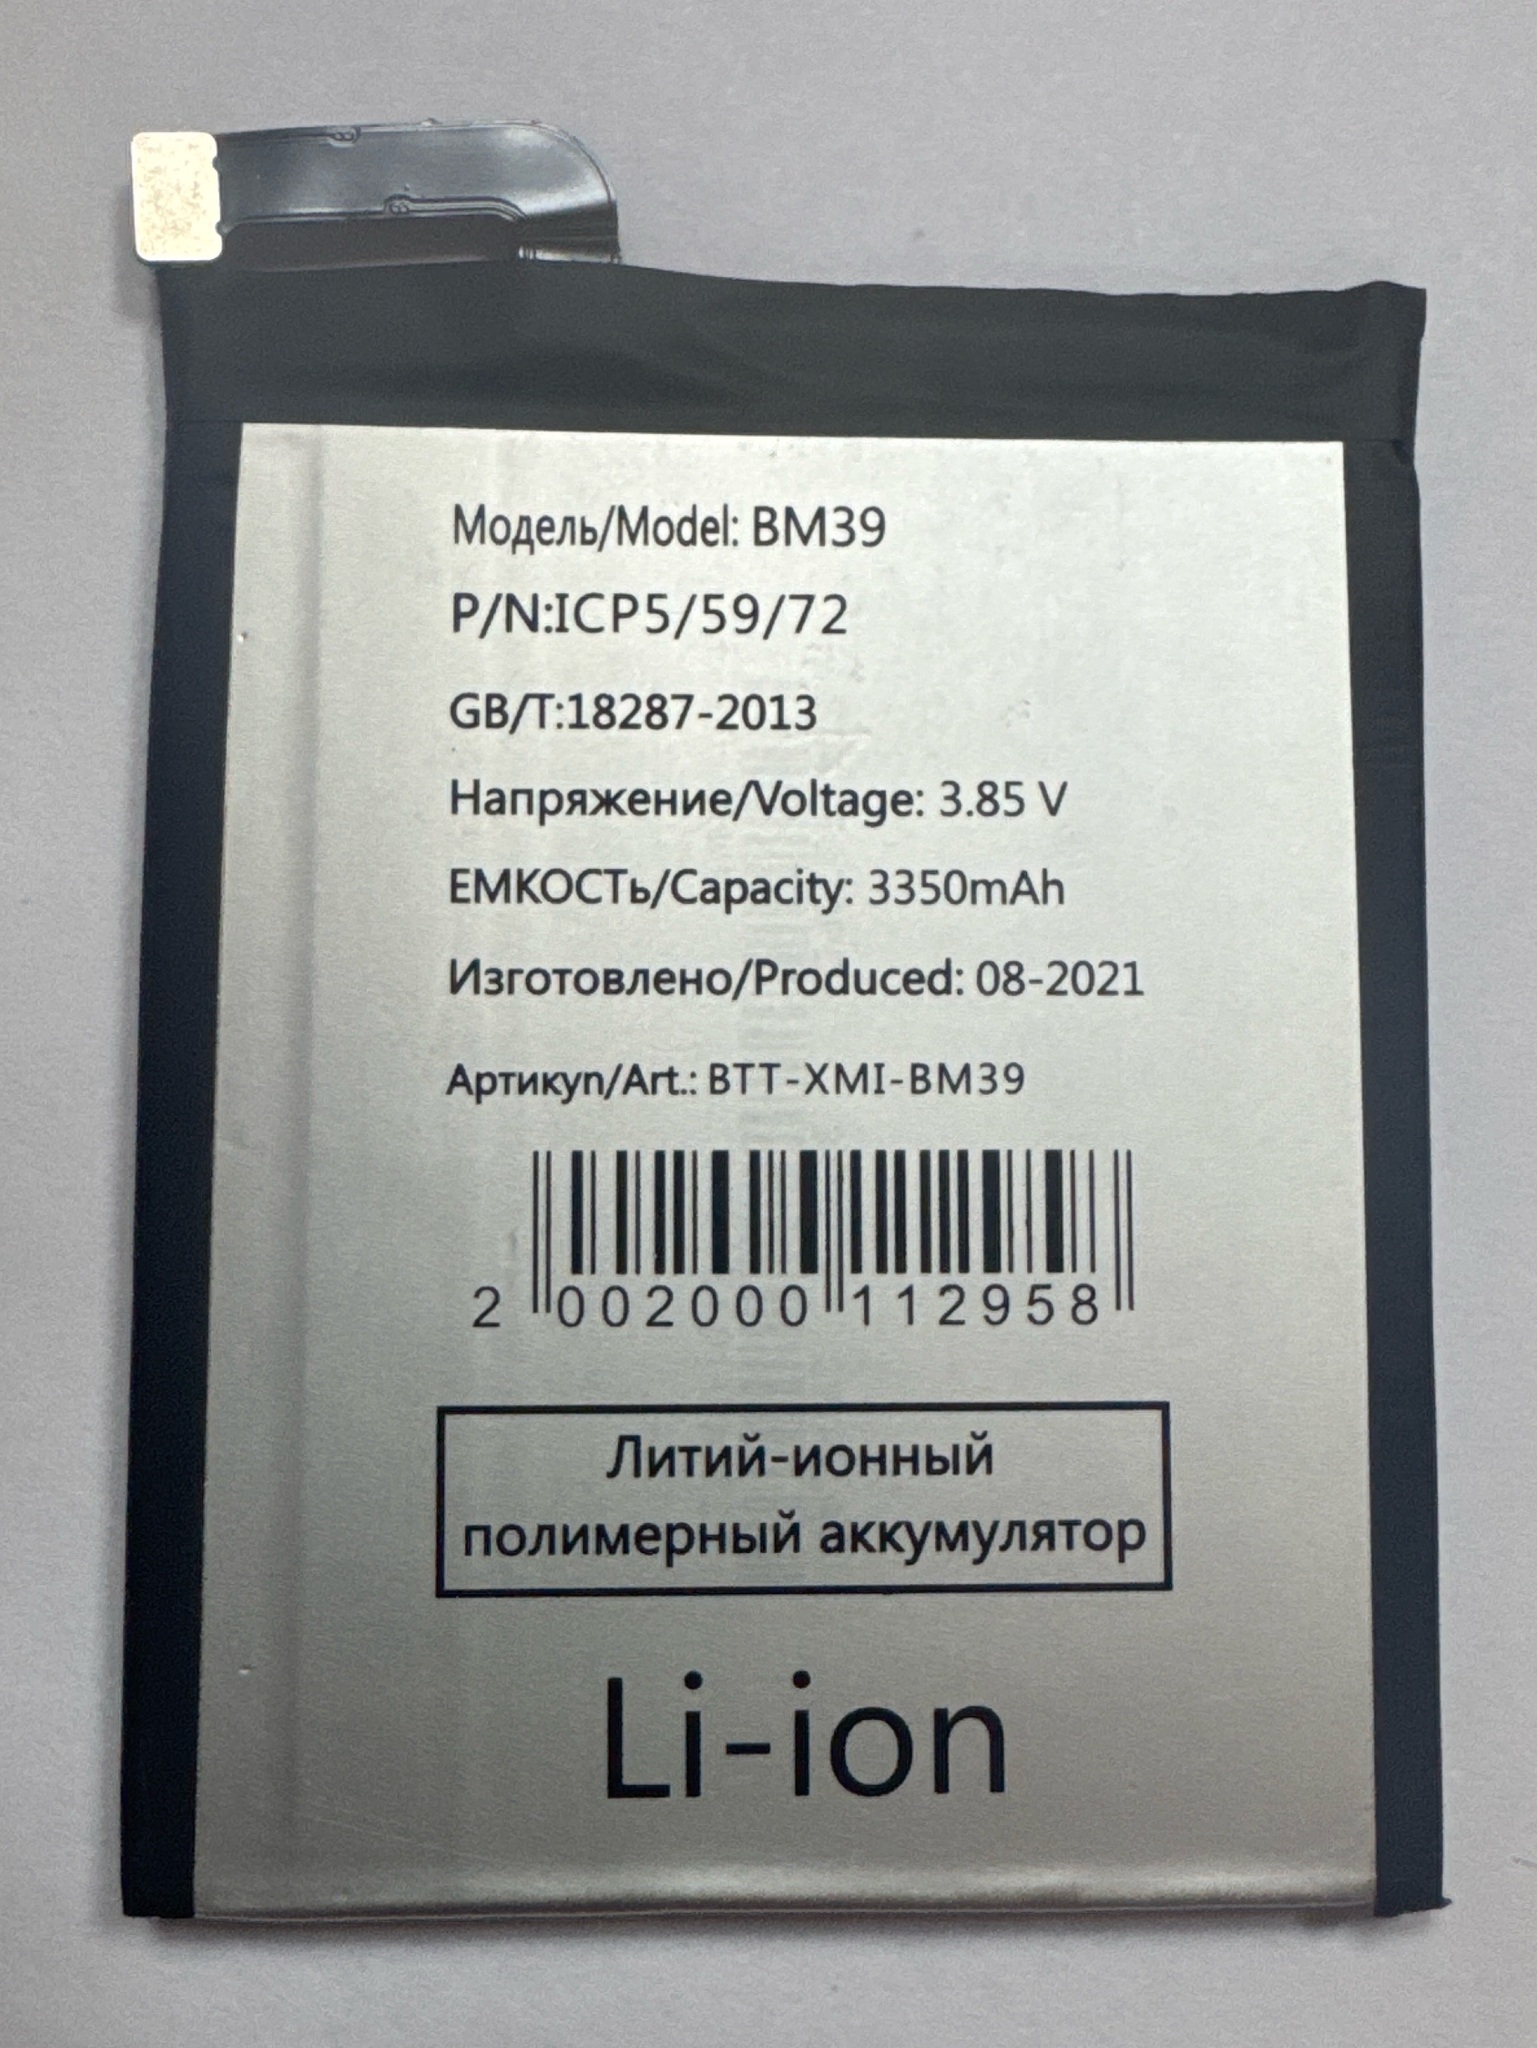 Модель/Model: BM39
P/N:ICP5/59/72
GB/T:18287-2013
Напряжение/Voltage: 3.85 V
ЕМКОСТь/Capacity: 3350mAh
Изготовлено/Produced: 08-2021
Артикул/Art.: BTT-XMI-BM39
2 002000 112958
Литий-ионный
полимерный аккумулятор
Li-ion